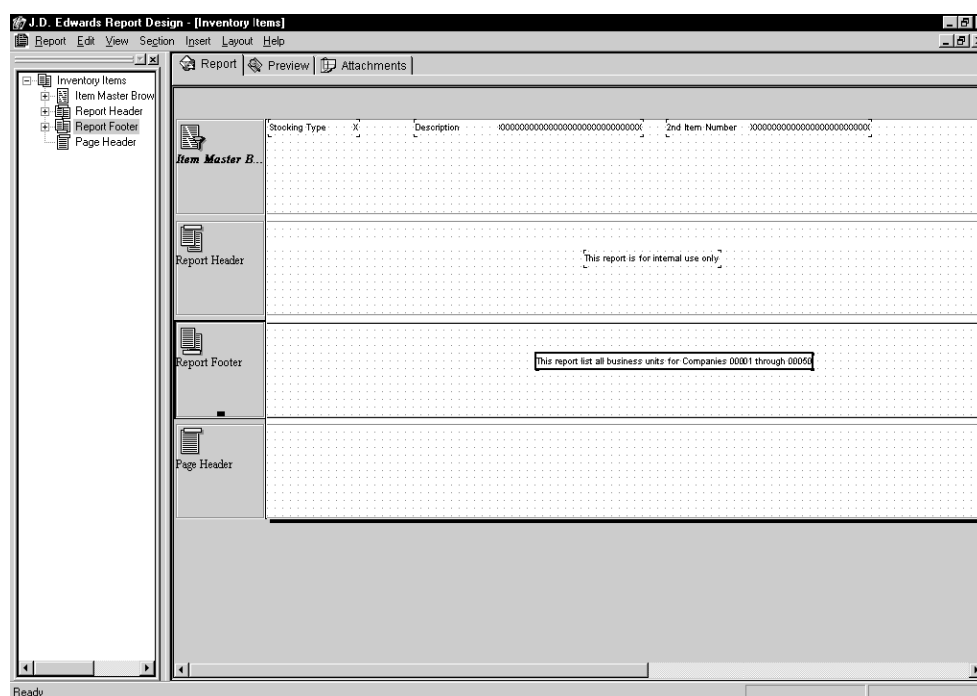 J.D. Edwards Report Design - [Inventory Items]
Report Edit View Section Insert Layout Help
Report Preview Attachments
Inventory Items
Item Master Brow
Report Header
Report Footer
Page Header
Stocking Type X Description Item Master B...
2nd Item Number
Report Header
This report is for internal use only
Report Footer
This report list all business units for Companies 00001 through 00050
Page Header
Ready